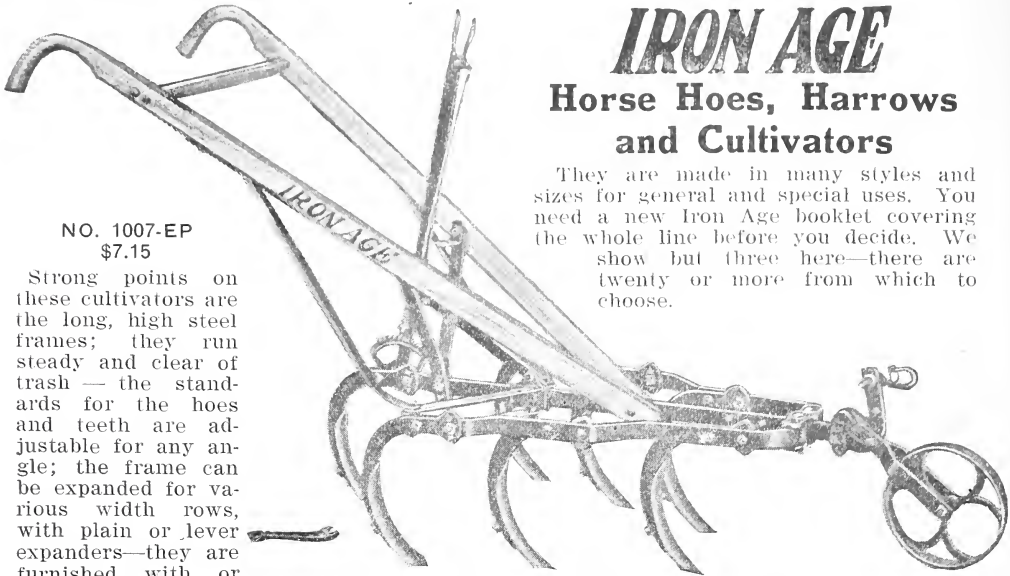 IRON AGE
Horse Hoes, Harrows
and Cultivators
They are made in many styles and
sizes for general and special uses. You
need a new Iron Age booklet covering
the whole line before you decide. We
show but three here—there are
twenty or more from which to
choose.
IRON AGE
NO. 1007-EP
$7.15
Strong points on
these cultivators are
the long, high steel
frames; they run
steady and clear of
trash — the stand-
ards for the hoes
and teeth are ad-
justable for any an-
gle; the frame can
be expanded for va-
rious width rows,
with plain or lever
expanders—they are
furnished with or